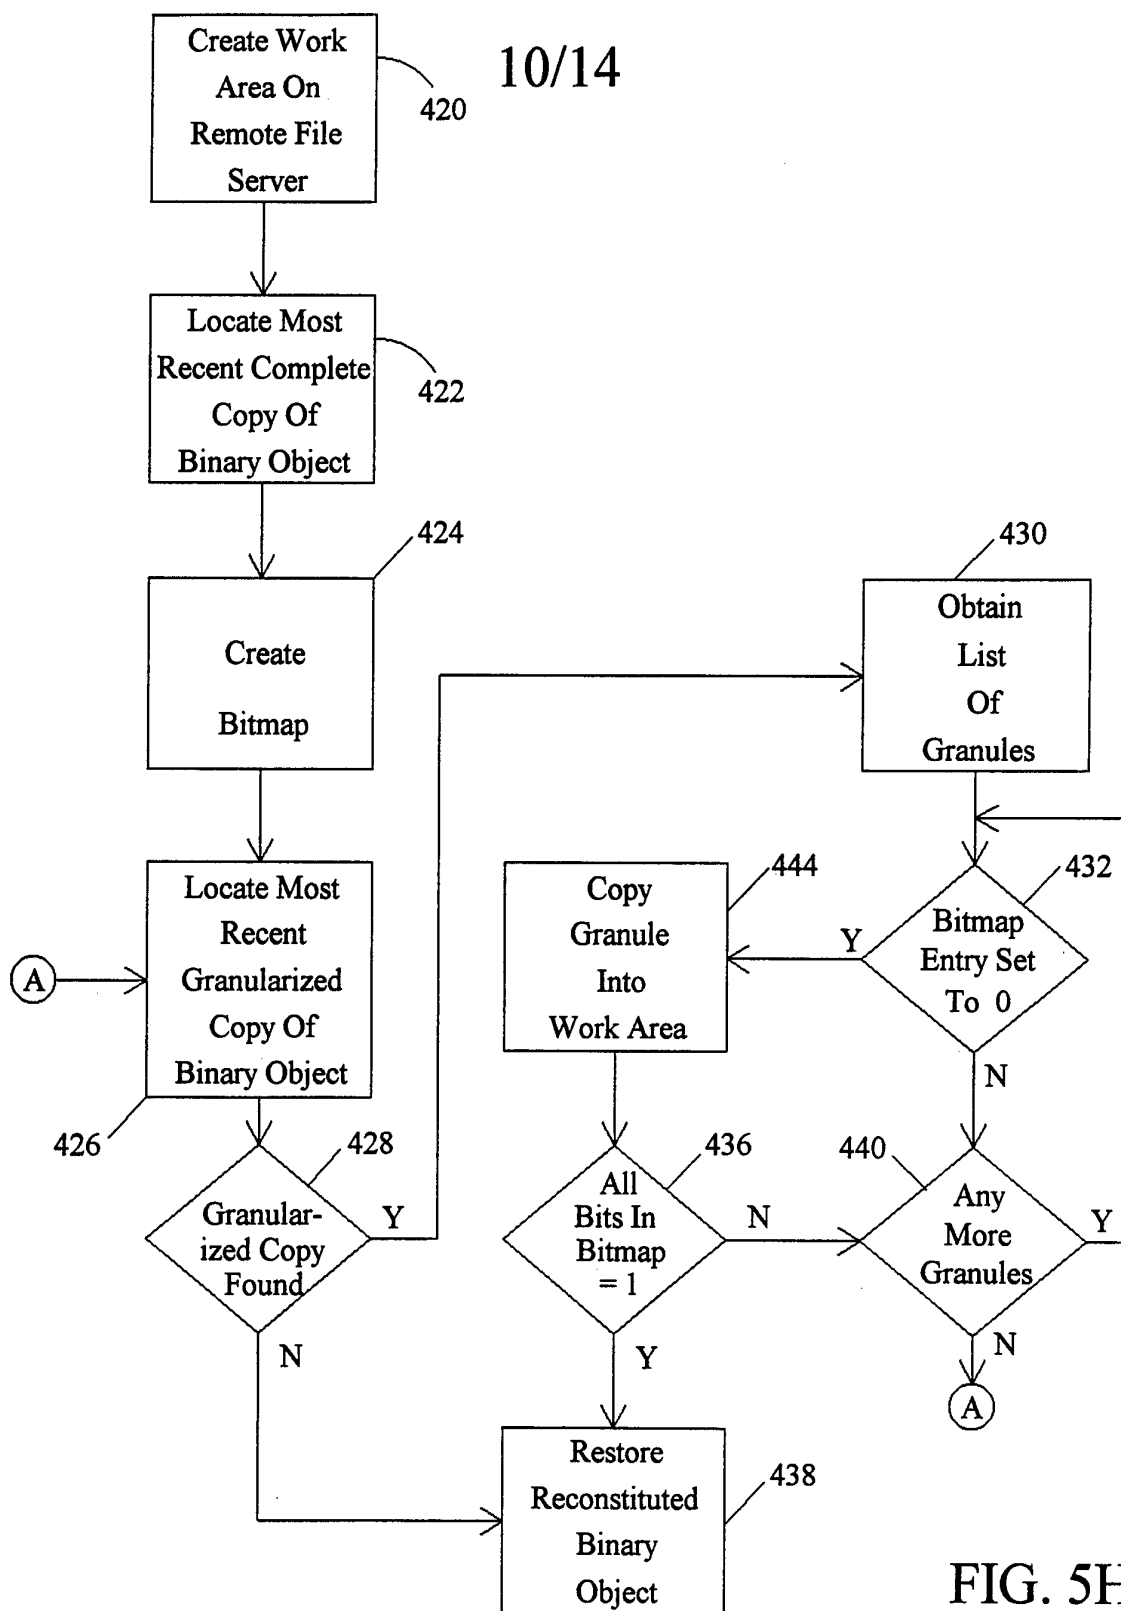 10/14
Create Work
Area On
Remote File
Server
420
Locate Most
Recent Complete
Copy Of
Binary Object
422
424
Create
Bitmap
430
Obtain
List
Of
Granules
A
Locate Most
Recent
Granularized
Copy Of
Binary Object
426
444
Copy
Granule
Into
Work Area
432
Bitmap
Entry Set
To 0
Y
N
428
Granular-
ized Copy
Found
Y
N
436
All
Bits In
Bitmap
= 1
N
Y
440
Any
More
Granules
Y
N
A
Restore
Reconstituted
Binary
Object
438
FIG. 5H